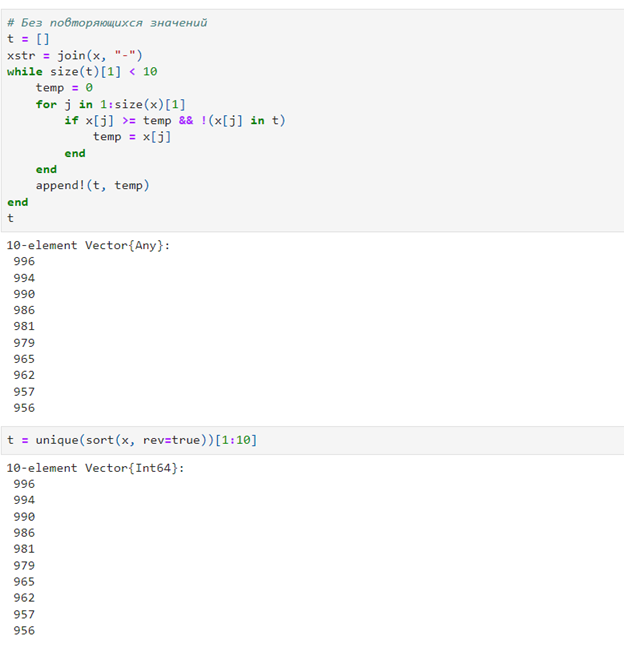 # Без повторяющихся значений
t = []
xstr = join(x, "-")
while size(t)[1] < 10
    temp = 0
    for j in 1:size(x)[1]
        if x[j] >= temp && !(x[j] in t)
            temp = x[j]
        end
    end
    append!(t, temp)
end
t
10-element Vector{Any}:
 996
 994
 990
 986
 981
 979
 965
 962
 957
 956
t = unique(sort(x, rev=true))[1:10]
10-element Vector{Int64}:
 996
 994
 990
 986
 981
 979
 965
 962
 957
 956